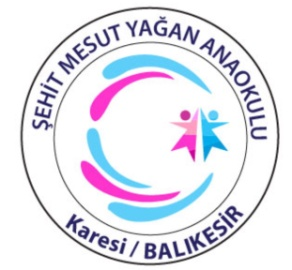 ŞEHİT MESUT YAĞAN ANAOKULU
Karesi / BALIKESİR